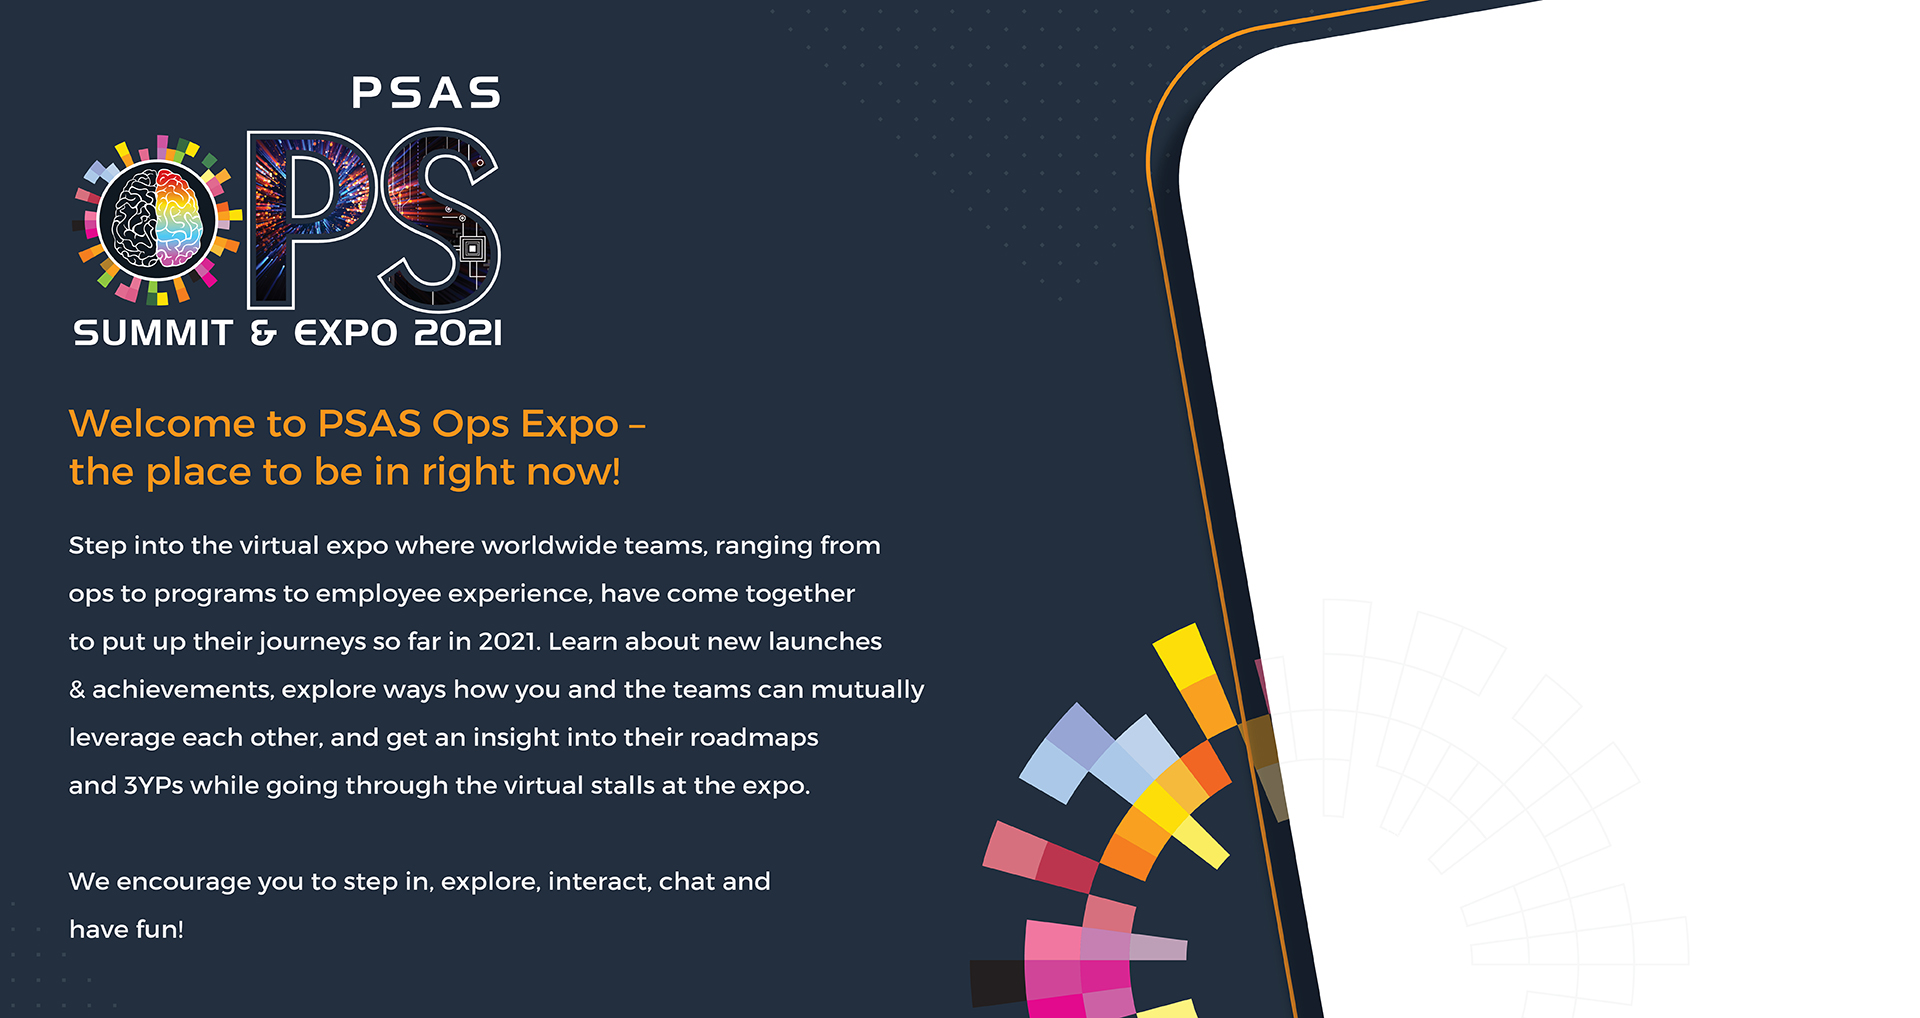 PSAS
OPS
SUMMIT & EXPO 2021
Welcome to PSAS Ops Expo –
the place to be in right now!
Step into the virtual expo where worldwide teams, ranging from
ops to programs to employee experience, have come together
to put up their journeys so far in 2021. Learn about new launches
& achievements, explore ways how you and the teams can mutually
leverage each other, and get an insight into their roadmaps
and 3YPs while going through the virtual stalls at the expo.
We encourage you to step in, explore, interact, chat and
have fun!